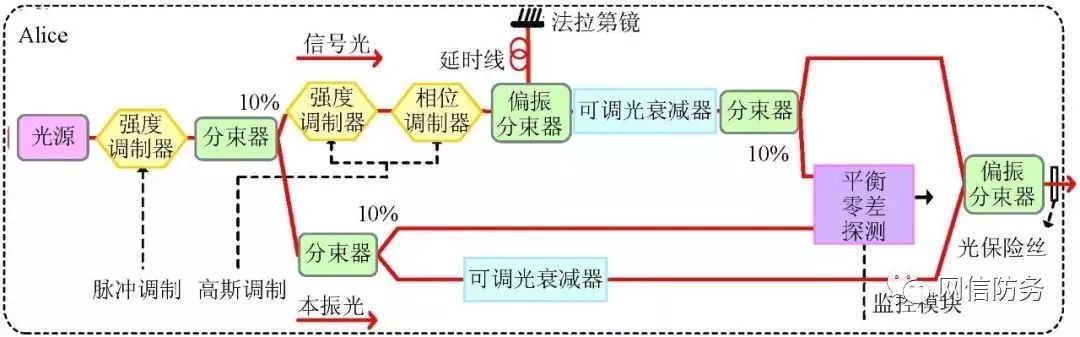 Alice
信号光
法拉第镜
延时线
10%
光源
强度
调制器
分束器
强度
调制器
相位
调制器
偏振
分束器
可调光衰减器
分束器
10%
平衡
零差
探测
偏振
分束器
10%
分束器
可调光衰减器
光保险丝
脉冲调制
高斯调制
本振光
监控模块
网信防务